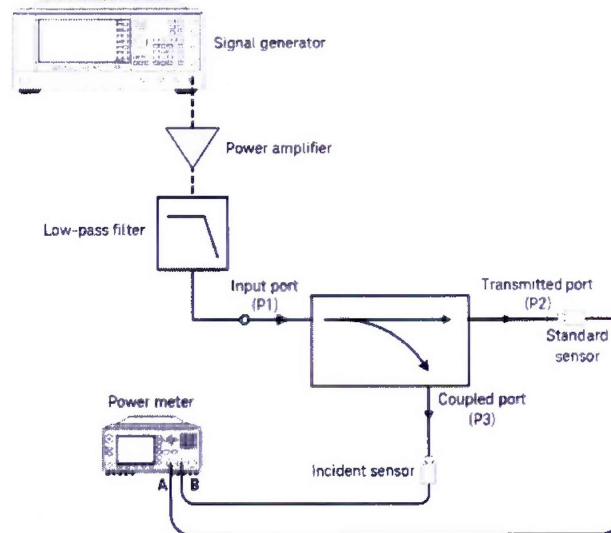 Signal generator
Power amplifier
Low-pass filter
Input port
(P1)
Transmitted port
(P2)
Standard
sensor
Coupled port
(P3)
Power meter
Incident sensor
A B